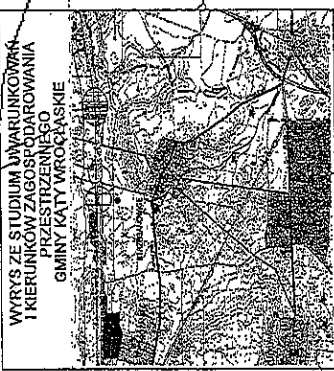 WYRYS ZE STUDIUM UWARUNKOWAŃ
I KIERUNKÓW ZAGOSPODAROWANIA
PRZESTRZENNEGO
GMINY KĄTY WROCŁAWSKIE